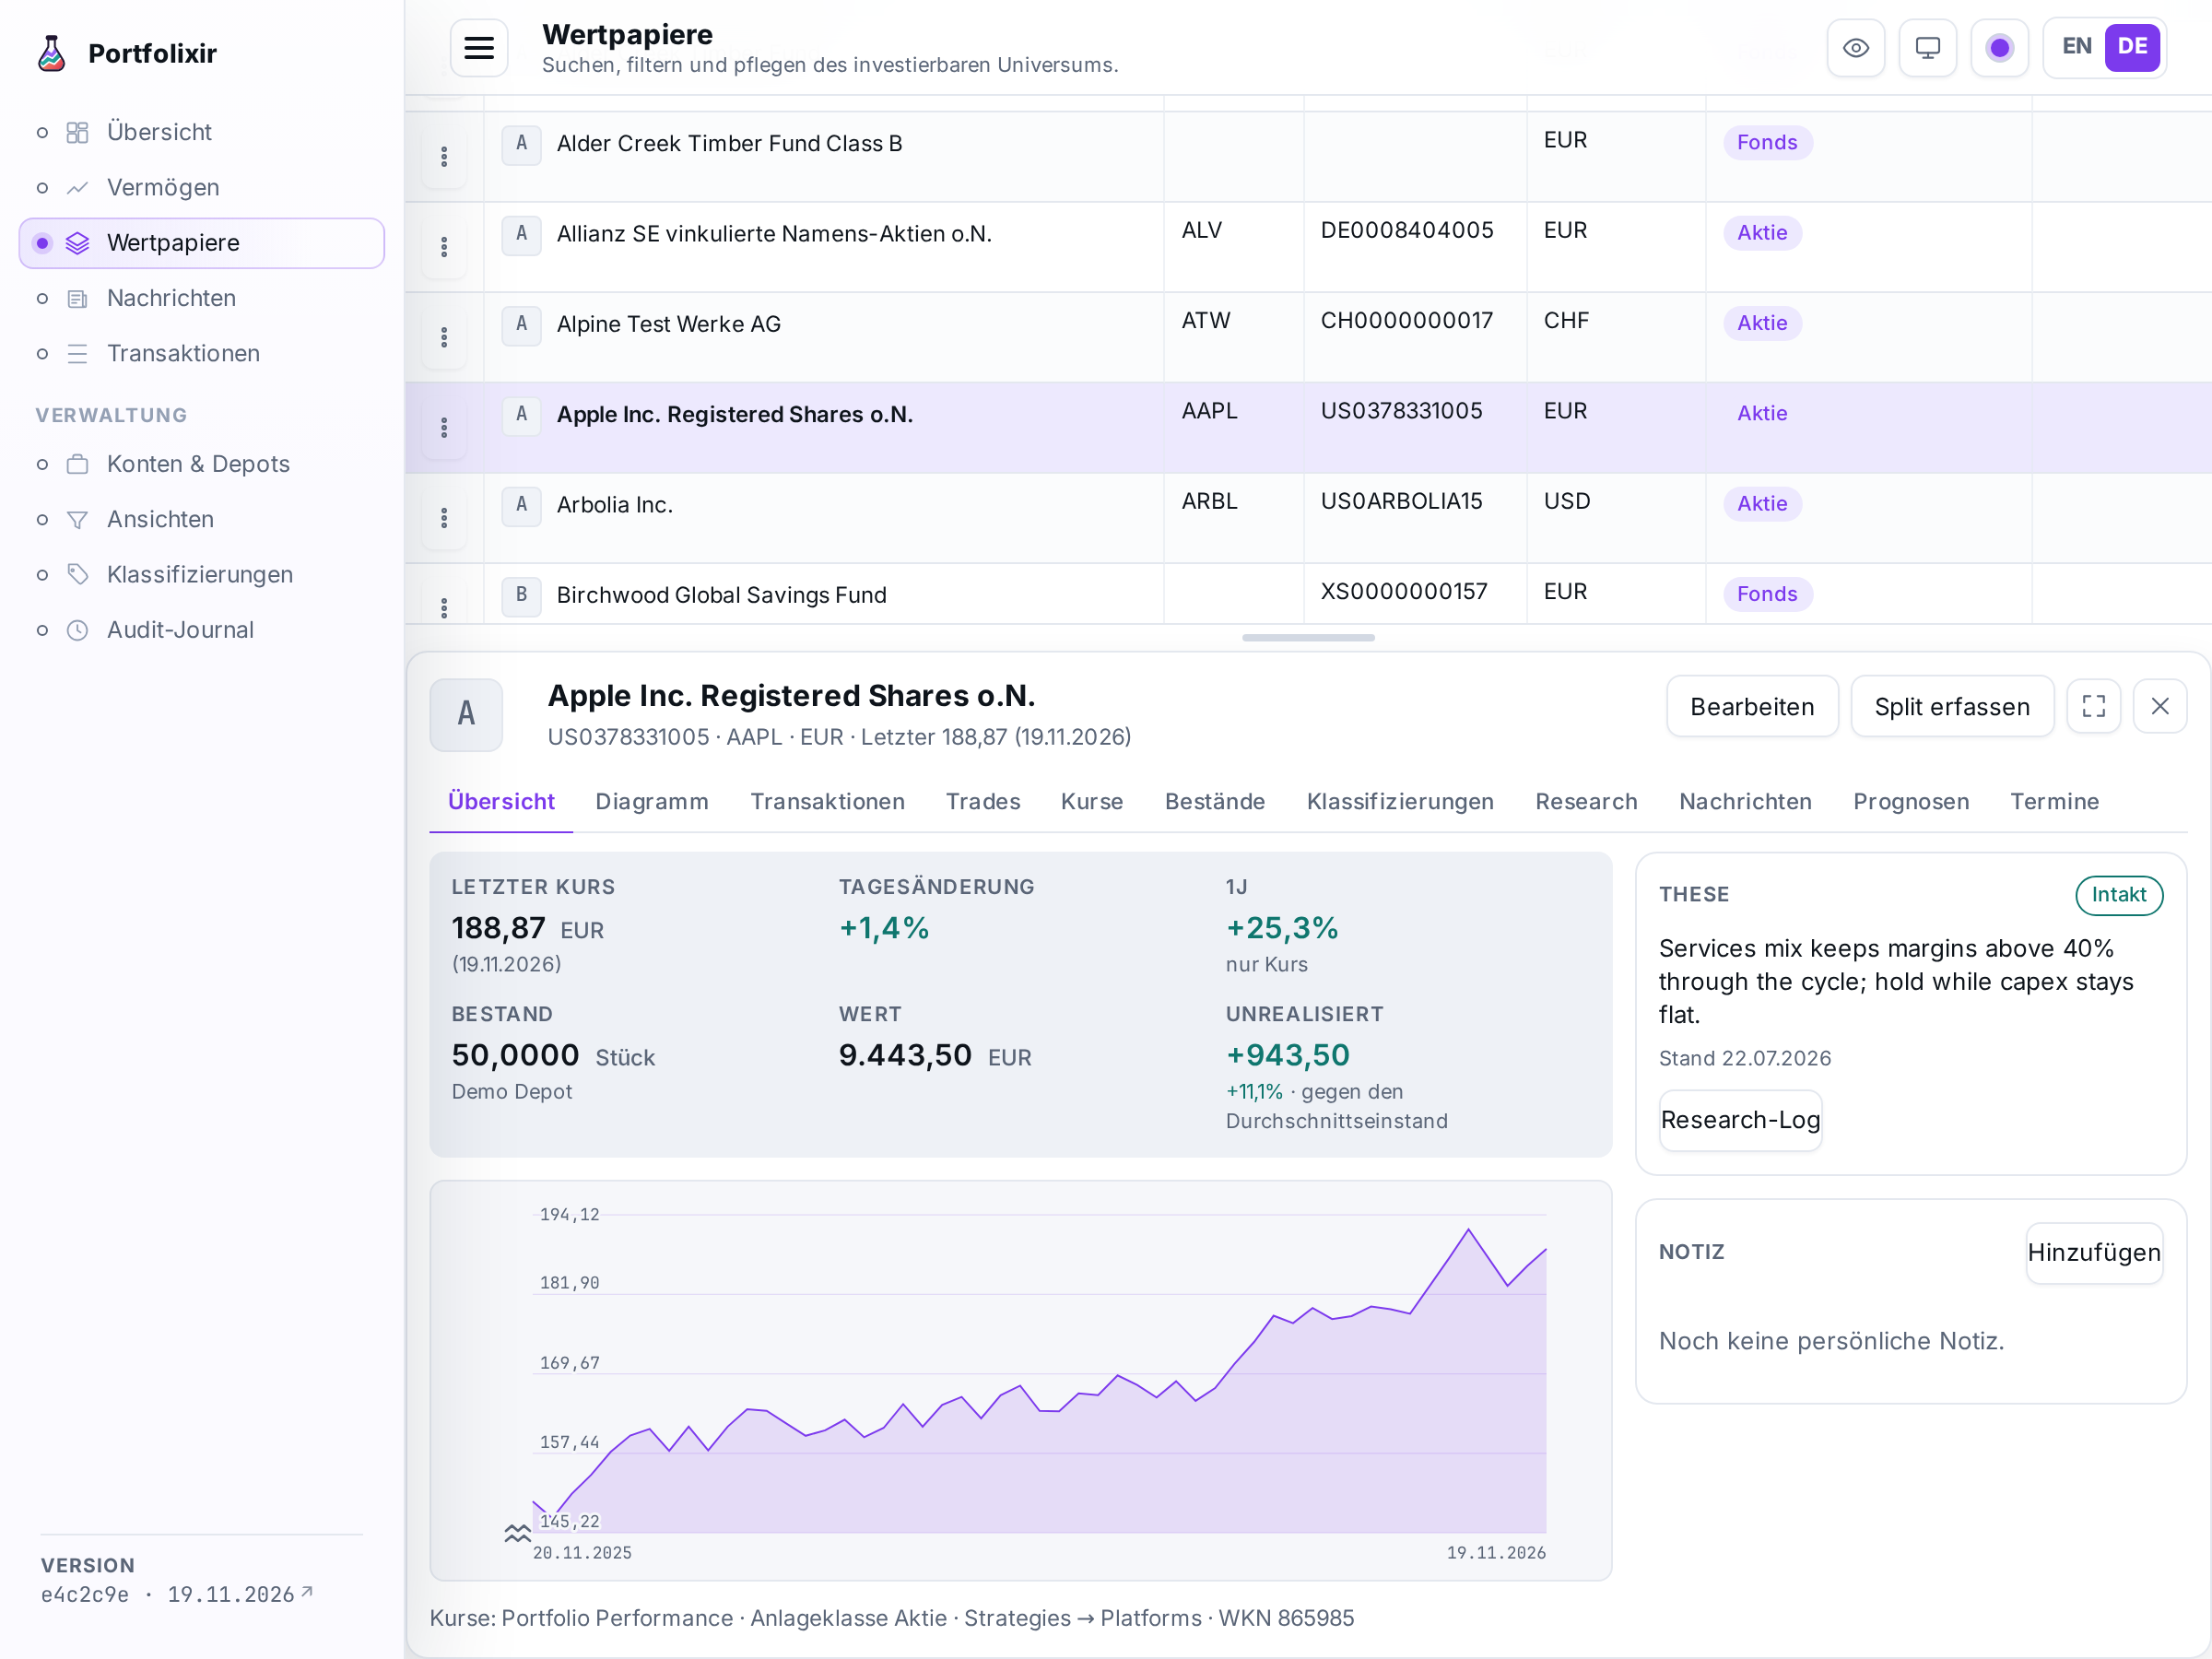 Portfolixir
Übersicht
Vermögen
Wertpapiere
Nachrichten
Transaktionen
VERWALTUNG
Konten & Depots
Ansichten
Klassifizierungen
Audit-Journal
VERSION
e4c2c9e · 19.11.2026
Wertpapiere
Suchen, filtern und pflegen des investierbaren Universums.
EN DE
A Alder Creek Timber Fund Class B EUR Fonds
A Allianz SE vinkulierte Namens-Aktien o.N. ALV DE0008404005 EUR Aktie
A Alpine Test Werke AG ATW CH0000000017 CHF Aktie
A Apple Inc. Registered Shares o.N. AAPL US0378331005 EUR Aktie
A Arbolia Inc. ARBL US0ARBOLIA15 USD Aktie
B Birchwood Global Savings Fund XS0000000157 EUR Fonds
A
Apple Inc. Registered Shares o.N.
US0378331005 · AAPL · EUR · Letzter 188,87 (19.11.2026)
Bearbeiten Split erfassen
Übersicht Diagramm Transaktionen Trades Kurse Bestände Klassifizierungen Research Nachrichten Prognosen Termine
LETZTER KURS TAGESÄNDERUNG 1J
188,87 EUR +1,4% +25,3%
(19.11.2026) nur Kurs
BESTAND WERT UNREALISIERT
50,0000 Stück 9.443,50 EUR +943,50
Demo Depot +11,1% · gegen den
Durchschnittseinstand
194,12
181,90
169,67
157,44
145,22
20.11.2025 19.11.2026
THESE Intakt
Services mix keeps margins above 40%
through the cycle; hold while capex stays
flat.
Stand 22.07.2026
Research-Log
NOTIZ Hinzufügen
Noch keine persönliche Notiz.
Kurse: Portfolio Performance · Anlageklasse Aktie · Strategies → Platforms · WKN 865985